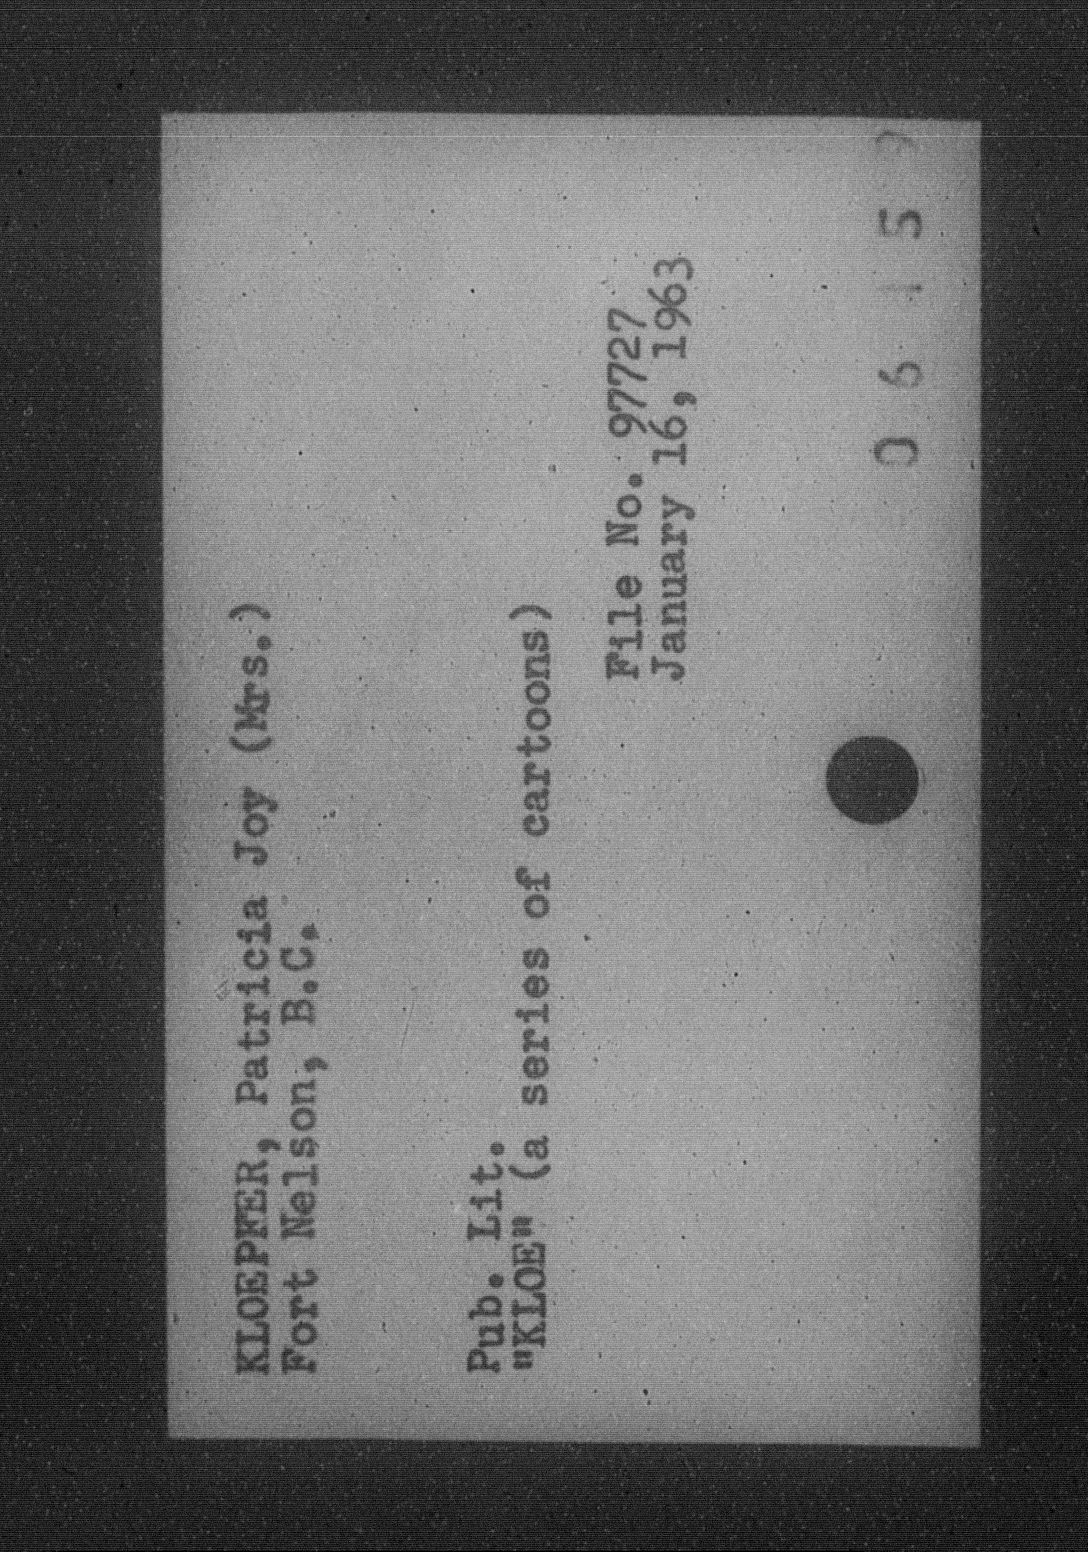 KLOEPFER, Patricia Joy (Mrs.)
Fort Nelson, B.C.
Pub. Lit.
"KLOE" (a series of cartoons)
File No. 97727
January 16, 1963
0 6 1 5